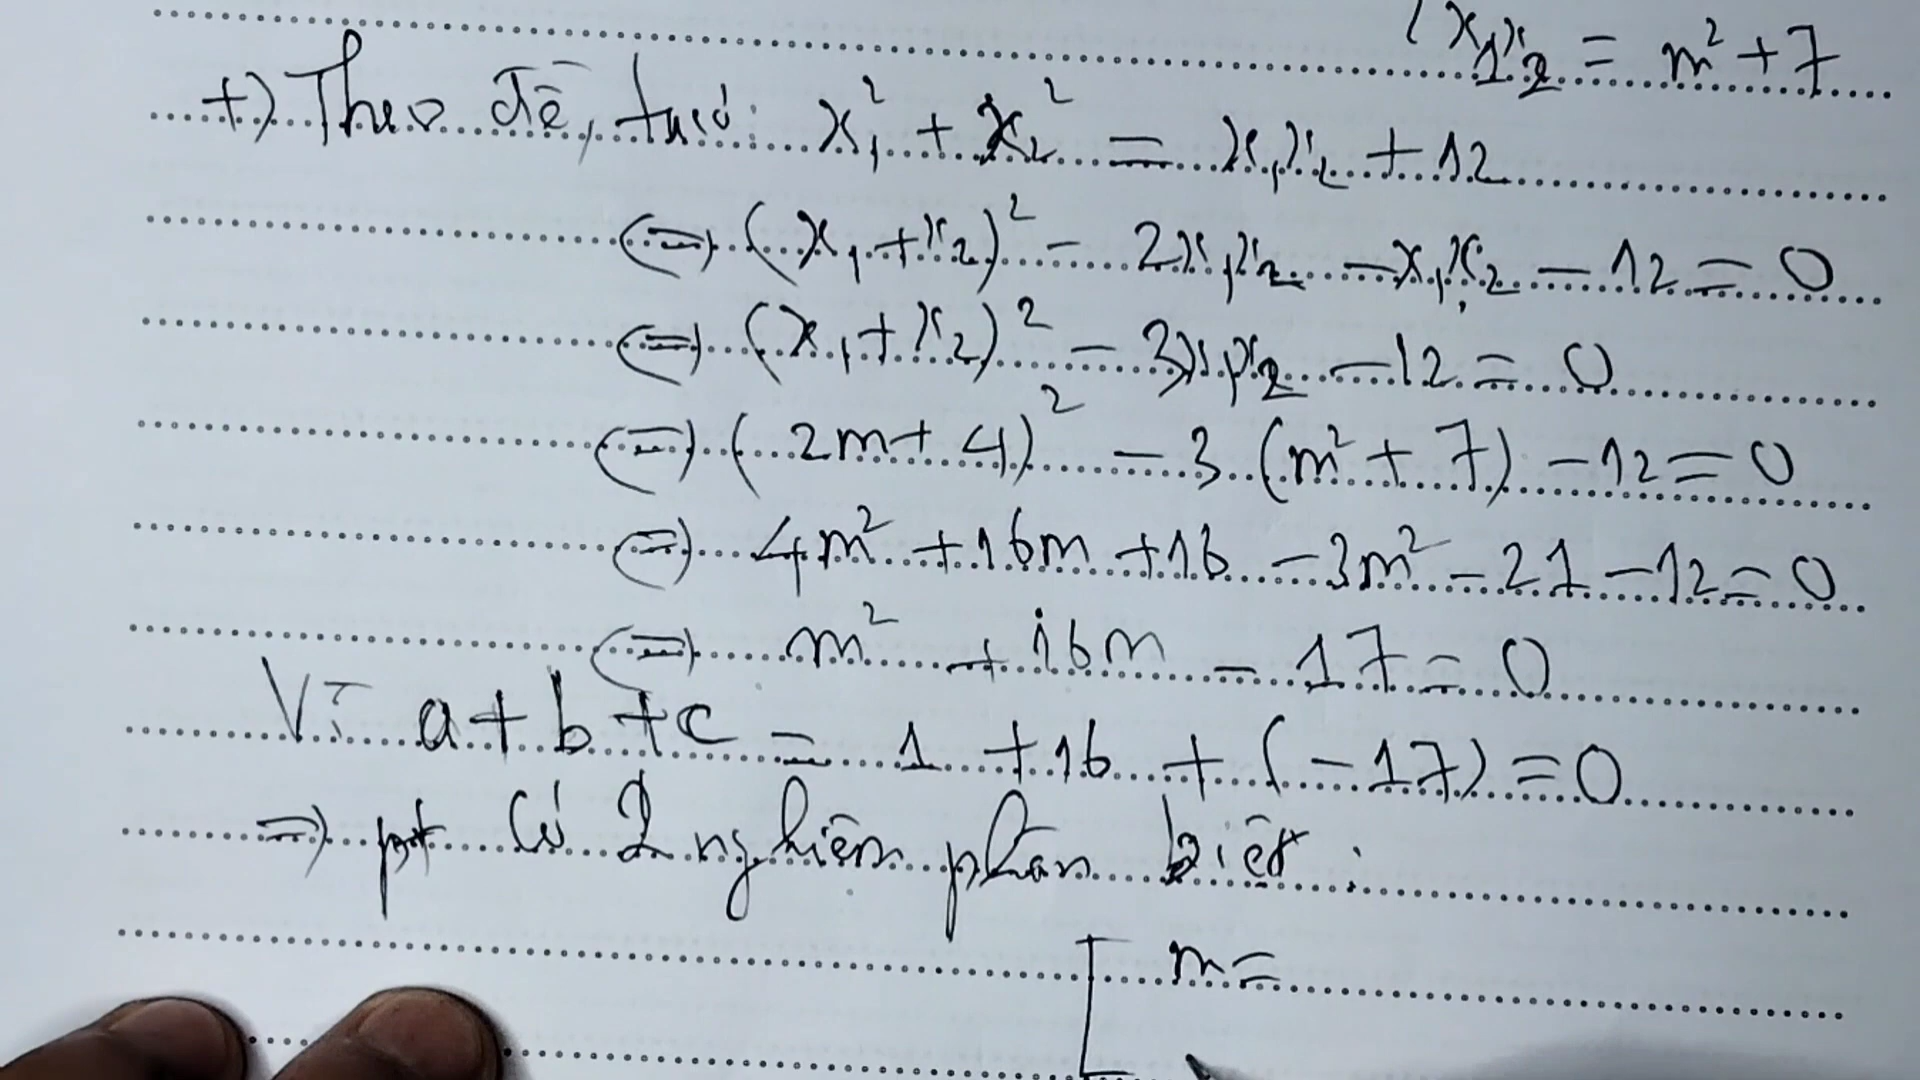 x₁x₂ = m² + 7
+) Theo đề, ta có: x₁² + x₂² = x₁x₂ + 12
⇔ (x₁ + x₂)² - 2x₁x₂ - x₁x₂ - 12 = 0
⇔ (x₁ + x₂)² - 3x₁x₂ - 12 = 0
⇔ (2m + 4)² - 3.(m² + 7) - 12 = 0
⇔ 4m² + 16m + 16 - 3m² - 21 - 12 = 0
⇔ m² + 16m - 17 = 0
Vì a + b + c = 1 + 16 + (-17) = 0
⇒ pt có 2 nghiệm phân biệt:
[ m =